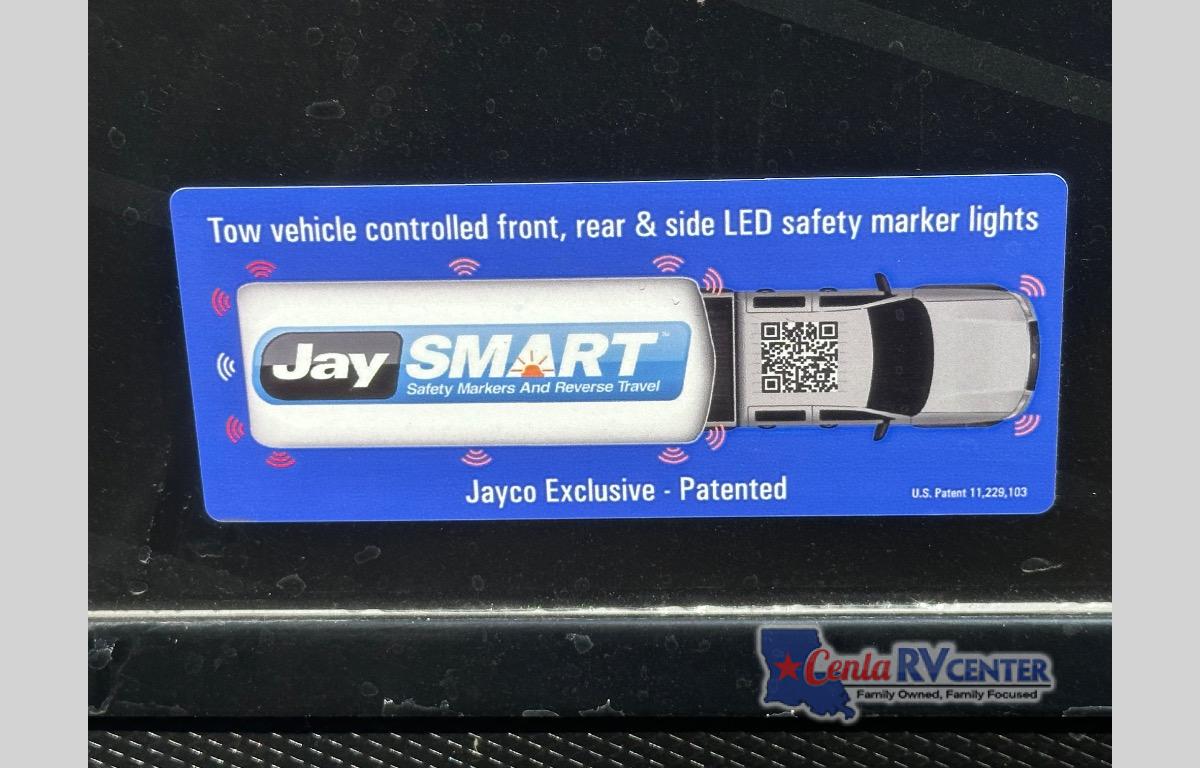 Tow vehicle controlled front, rear & side LED safety marker lights
Jay SMART™
Safety Markers And Reverse Travel
Jayco Exclusive - Patented
U.S. Patent 11,229,103
Cenla RV CENTER
Family Owned, Family Focused